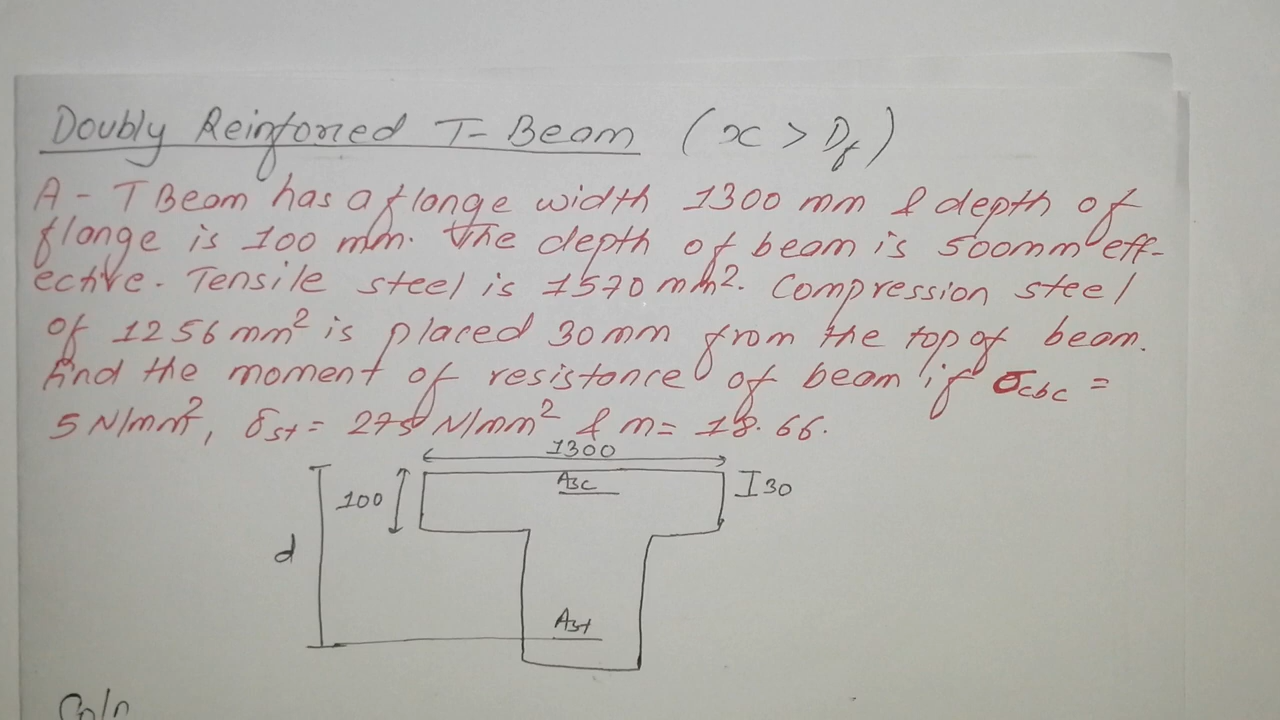 Doubly Reinforced T-Beam (x > Df)
A - T Beam has a flange width 1300 mm & depth of
flange is 100 mm. The depth of beam is 500mm eff-
ective. Tensile steel is 1570 mm². Compression steel
of 1256 mm² is placed 30 mm from the top of beam.
find the moment of resistance of beam if σcbc =
5 N/mm², σst = 275 N/mm² & m = 18.66.
1300
100
Asc
30
d
Ast
Soln